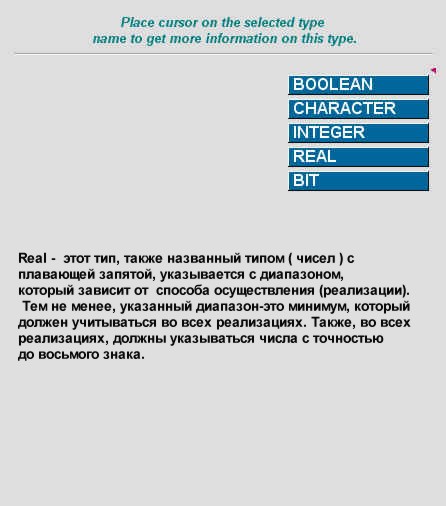 Place cursor on the selected type
name to get more information on this type.
BOOLEAN
CHARACTER
INTEGER
REAL
BIT
Real - этот тип, также названный типом ( чисел ) с
плавающей запятой, указывается с диапазоном,
который зависит от способа осуществления (реализации).
Тем не менее, указанный диапазон-это минимум, который
должен учитываться во всех реализациях. Также, во всех
реализациях, должны указываться числа с точностью
до восьмого знака.